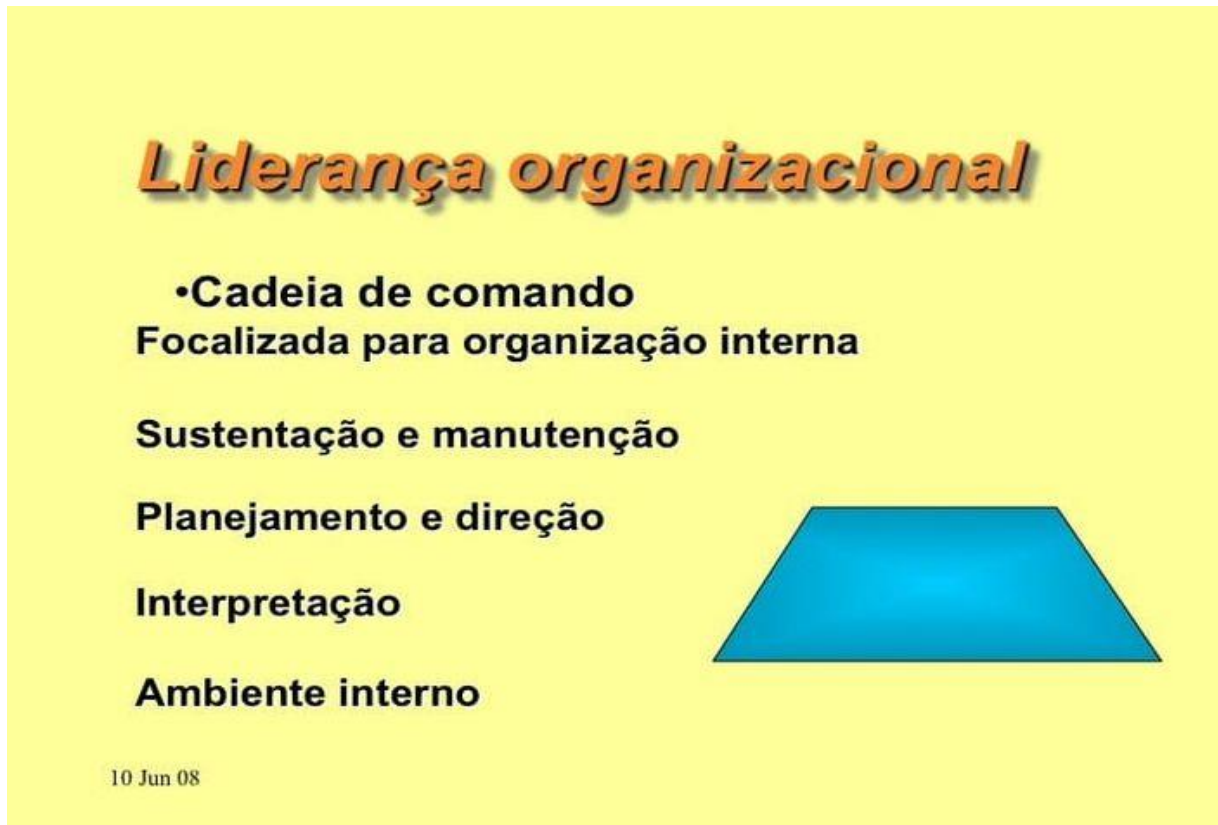 Liderança organizacional
•Cadeia de comando
Focalizada para organização interna
Sustentação e manutenção
Planejamento e direção
Interpretação
Ambiente interno
10 Jun 08